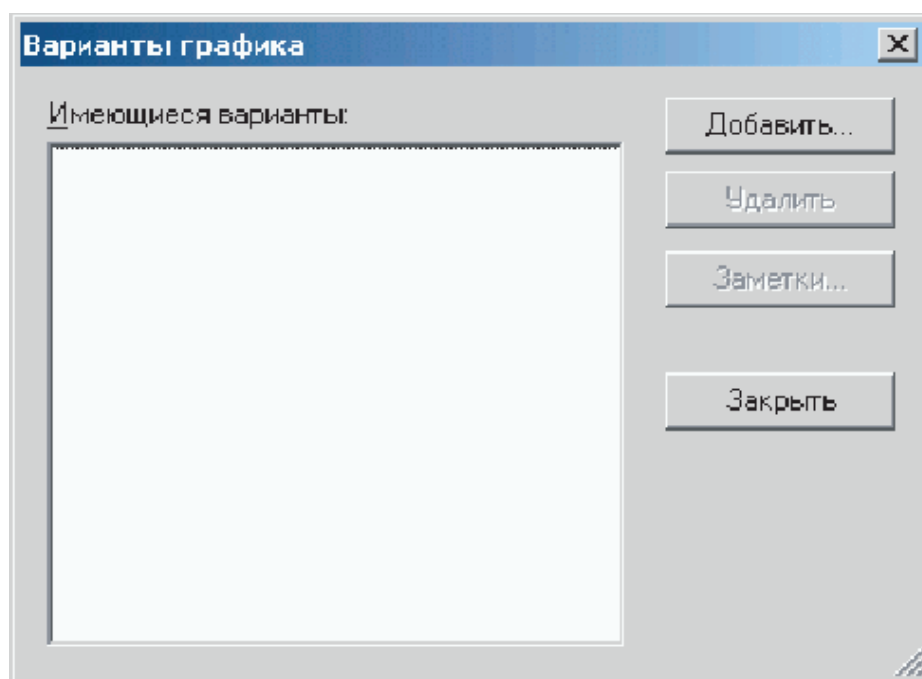 Варианты графика
Имеющиеся варианты:
Добавить...
Удалить
Заметки...
Закрыть